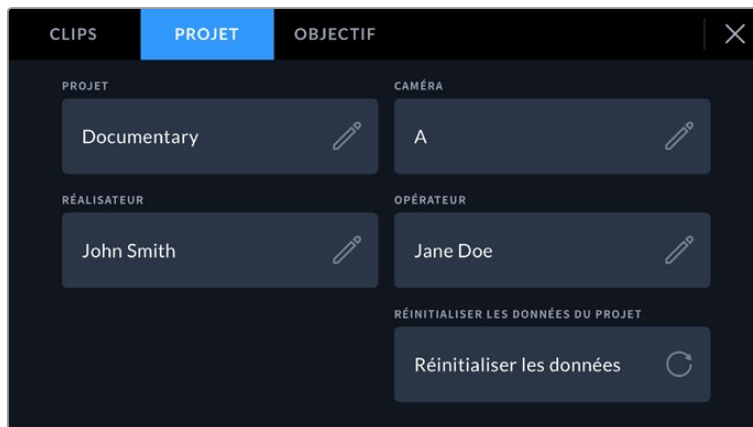 CLIPS PROJET OBJECTIF
PROJET CAMÉRA
Documentary A
RÉALISATEUR OPÉRATEUR
John Smith Jane Doe
RÉINITIALISER LES DONNÉES DU PROJET
Réinitialiser les données